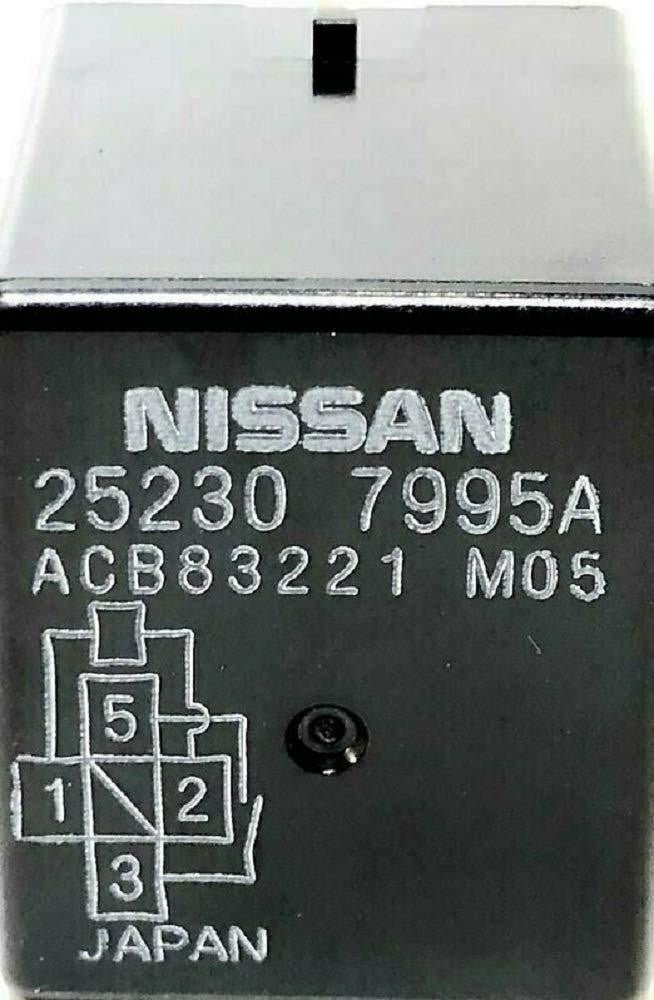 NISSAN
25230 7995A
ACB83221 M05
5
1 2
3
JAPAN